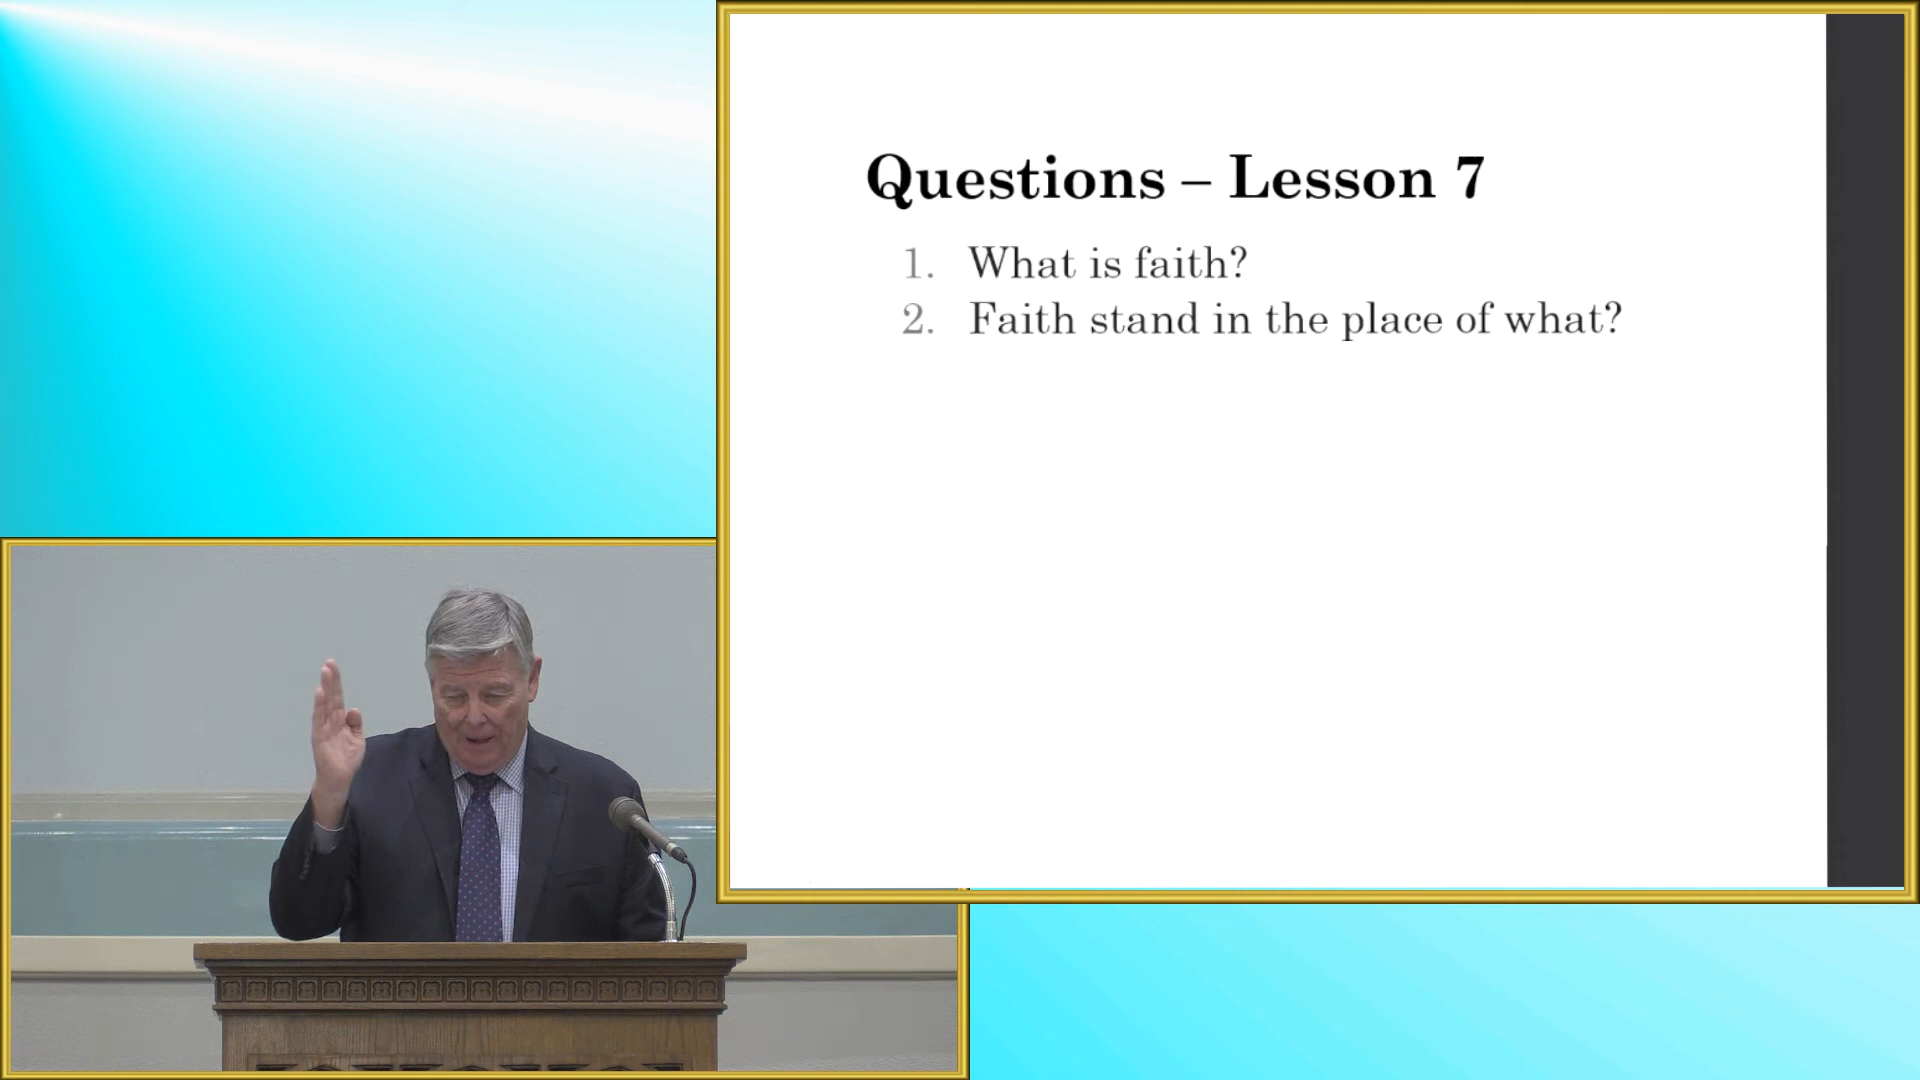 Questions – Lesson 7
1. What is faith?
2. Faith stand in the place of what?